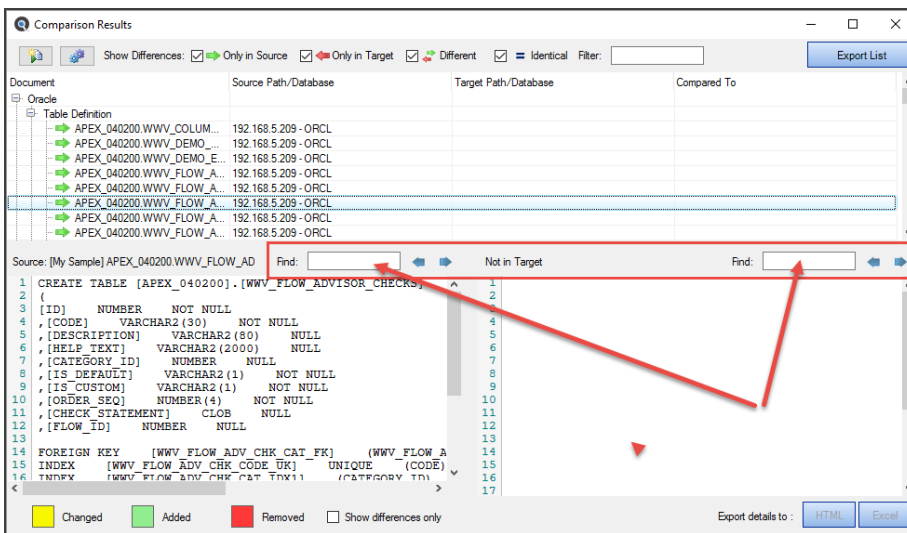 Comparison Results
Show Differences: Only in Source Only in Target Different Identical Filter: Export List
Document Source Path/Database Target Path/Database Compared To
Oracle
Table Definition
APEX_040200.WWV_COLUM... 192.168.5.209 - ORCL
APEX_040200.WWV_DEMO_... 192.168.5.209 - ORCL
APEX_040200.WWV_DEMO_E... 192.168.5.209 - ORCL
APEX_040200.WWV_FLOW_A... 192.168.5.209 - ORCL
APEX_040200.WWV_FLOW_A... 192.168.5.209 - ORCL
APEX_040200.WWV_FLOW_A... 192.168.5.209 - ORCL
APEX_040200.WWV_FLOW_A... 192.168.5.209 - ORCL
APEX_040200.WWV_FLOW_A... 192.168.5.209 - ORCL
Source: [My Sample] APEX_040200.WWV_FLOW_AD Find: Not in Target Find:
1 CREATE TABLE [APEX_040200].[WWV_FLOW_ADVISOR_CHECKS] 1
2 ( 2
3 [ID] NUMBER NOT NULL
4 ,[CODE] VARCHAR2(30) NOT NULL 4
5 ,[DESCRIPTION] VARCHAR2(80) NULL 5
6 ,[HELP_TEXT] VARCHAR2(2000) NULL 6
7 ,[CATEGORY_ID] NUMBER NULL 7
8 ,[IS_DEFAULT] VARCHAR2(1) NOT NULL 8
9 ,[IS_CUSTOM] VARCHAR2(1) NOT NULL 9
10 ,[ORDER_SEQ] NUMBER(4) NOT NULL 10
11 ,[CHECK_STATEMENT] CLOB NULL 11
12 ,[FLOW_ID] NUMBER NULL 12
13 13
14 FOREIGN KEY [WWV_FLOW_ADV_CHK_CAT_FK] (WWV_FLOW_A 14
15 INDEX [WWV_FLOW_ADV_CHK_CODE_UK] UNIQUE (CODE) 15
16 INDEX [WWV_FLOW_ADV_CHK_CAT_IDX1] (CATEGORY_ID) 16
17
Changed Added Removed Show differences only Export details to : HTML Excel